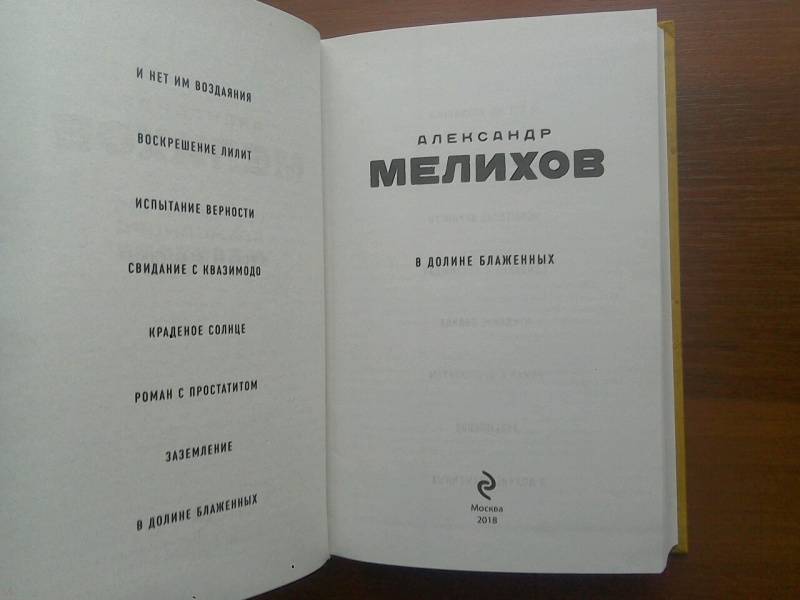 И НЕТ ИМ ВОЗДАЯНИЯ
ВОСКРЕШЕНИЕ ЛИЛИТ
ИСПЫТАНИЕ ВЕРНОСТИ
СВИДАНИЕ С КВАЗИМОДО
КРАДЕНОЕ СОЛНЦЕ
РОМАН С ПРОСТАТИТОМ
ЗАЗЕМЛЕНИЕ
В ДОЛИНЕ БЛАЖЕННЫХ
АЛЕКСАНДР
МЕЛИХОВ
В ДОЛИНЕ БЛАЖЕННЫХ
Москва
2018